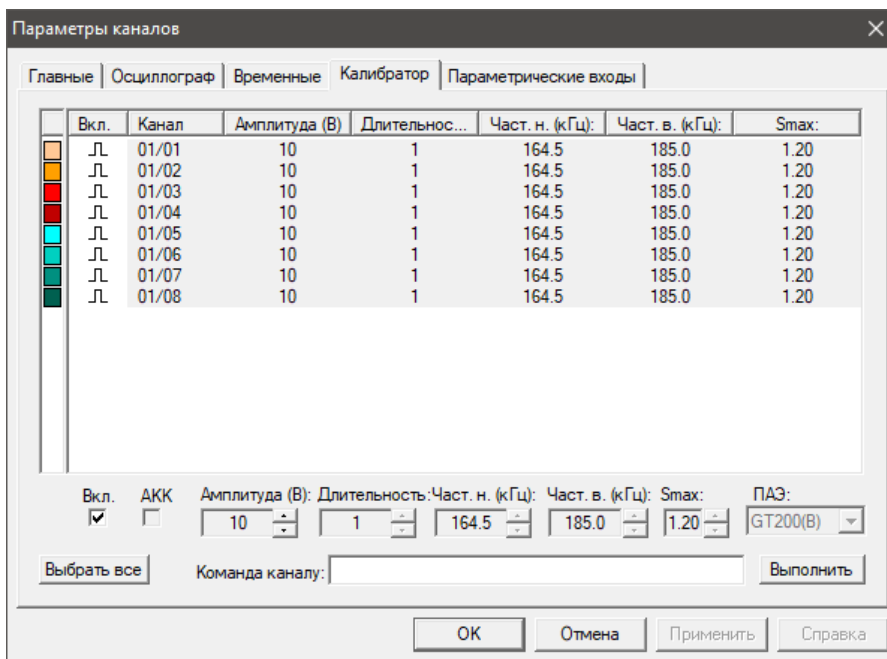 Параметры каналов
Главные Осциллограф Временные Калибратор Параметрические входы
Вкл. Канал Амплитуда (В) Длительнос... Част. н. (кГц): Част. в. (кГц): Smax:
01/01 10 1 164.5 185.0 1.20
01/02 10 1 164.5 185.0 1.20
01/03 10 1 164.5 185.0 1.20
01/04 10 1 164.5 185.0 1.20
01/05 10 1 164.5 185.0 1.20
01/06 10 1 164.5 185.0 1.20
01/07 10 1 164.5 185.0 1.20
01/08 10 1 164.5 185.0 1.20
Вкл. АКК Амплитуда (В): Длительность: Част. н. (кГц): Част. в. (кГц): Smax: ПАЭ:
10 1 164.5 185.0 1.20 GT200(B)
Выбрать все Команда каналу: Выполнить
OK Отмена Применить Справка